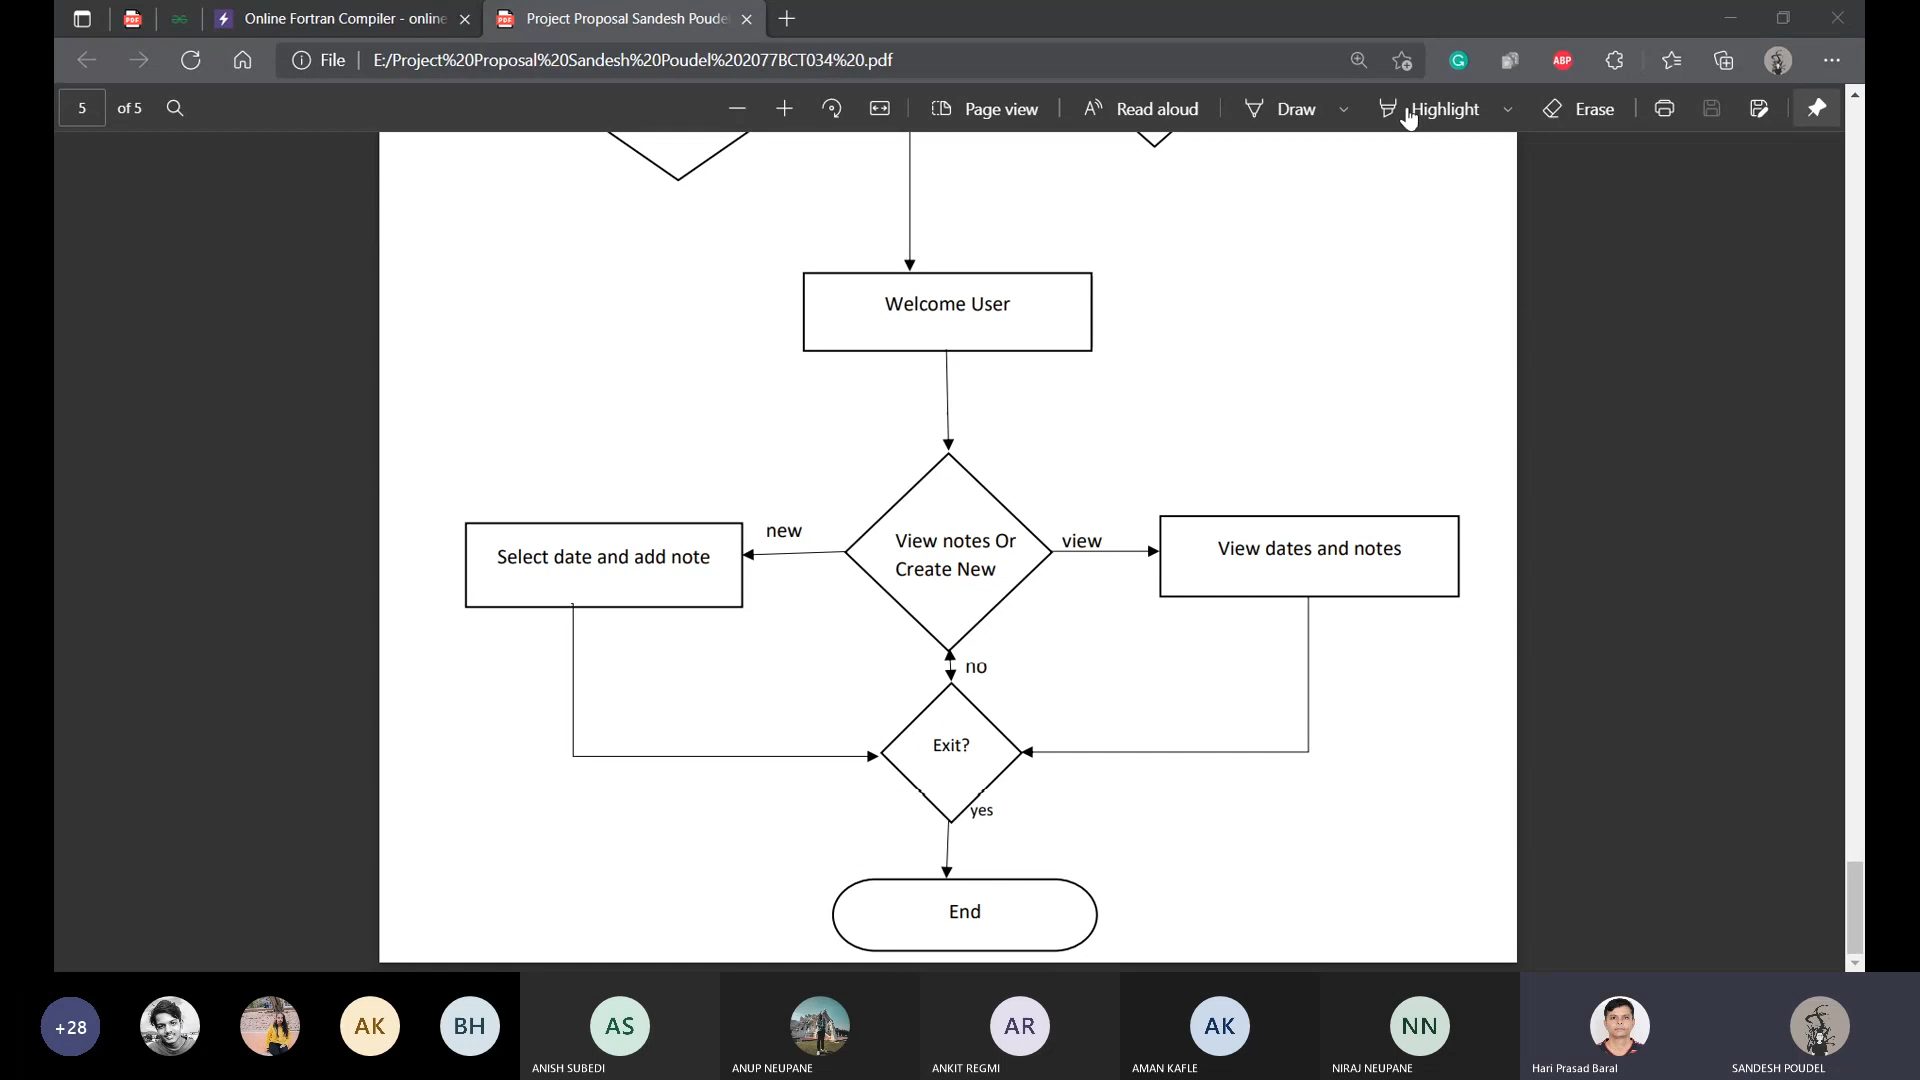 Online Fortran Compiler - online
Project Proposal Sandesh Poude
File
E:/Project%20Proposal%20Sandesh%20Poudel%202077BCT034%20.pdf
ABP
5
of 5
Page view
Read aloud
Draw
Highlight
Erase
Welcome User
new
View notes Or
Create New
view
Select date and add note
View dates and notes
no
Exit?
yes
End
+28
AK
BH
AS
AR
AK
NN
ANISH SUBEDI
ANUP NEUPANE
ANKIT REGMI
AMAN KAFLE
NIRAJ NEUPANE
Hari Prasad Baral
SANDESH POUDEL